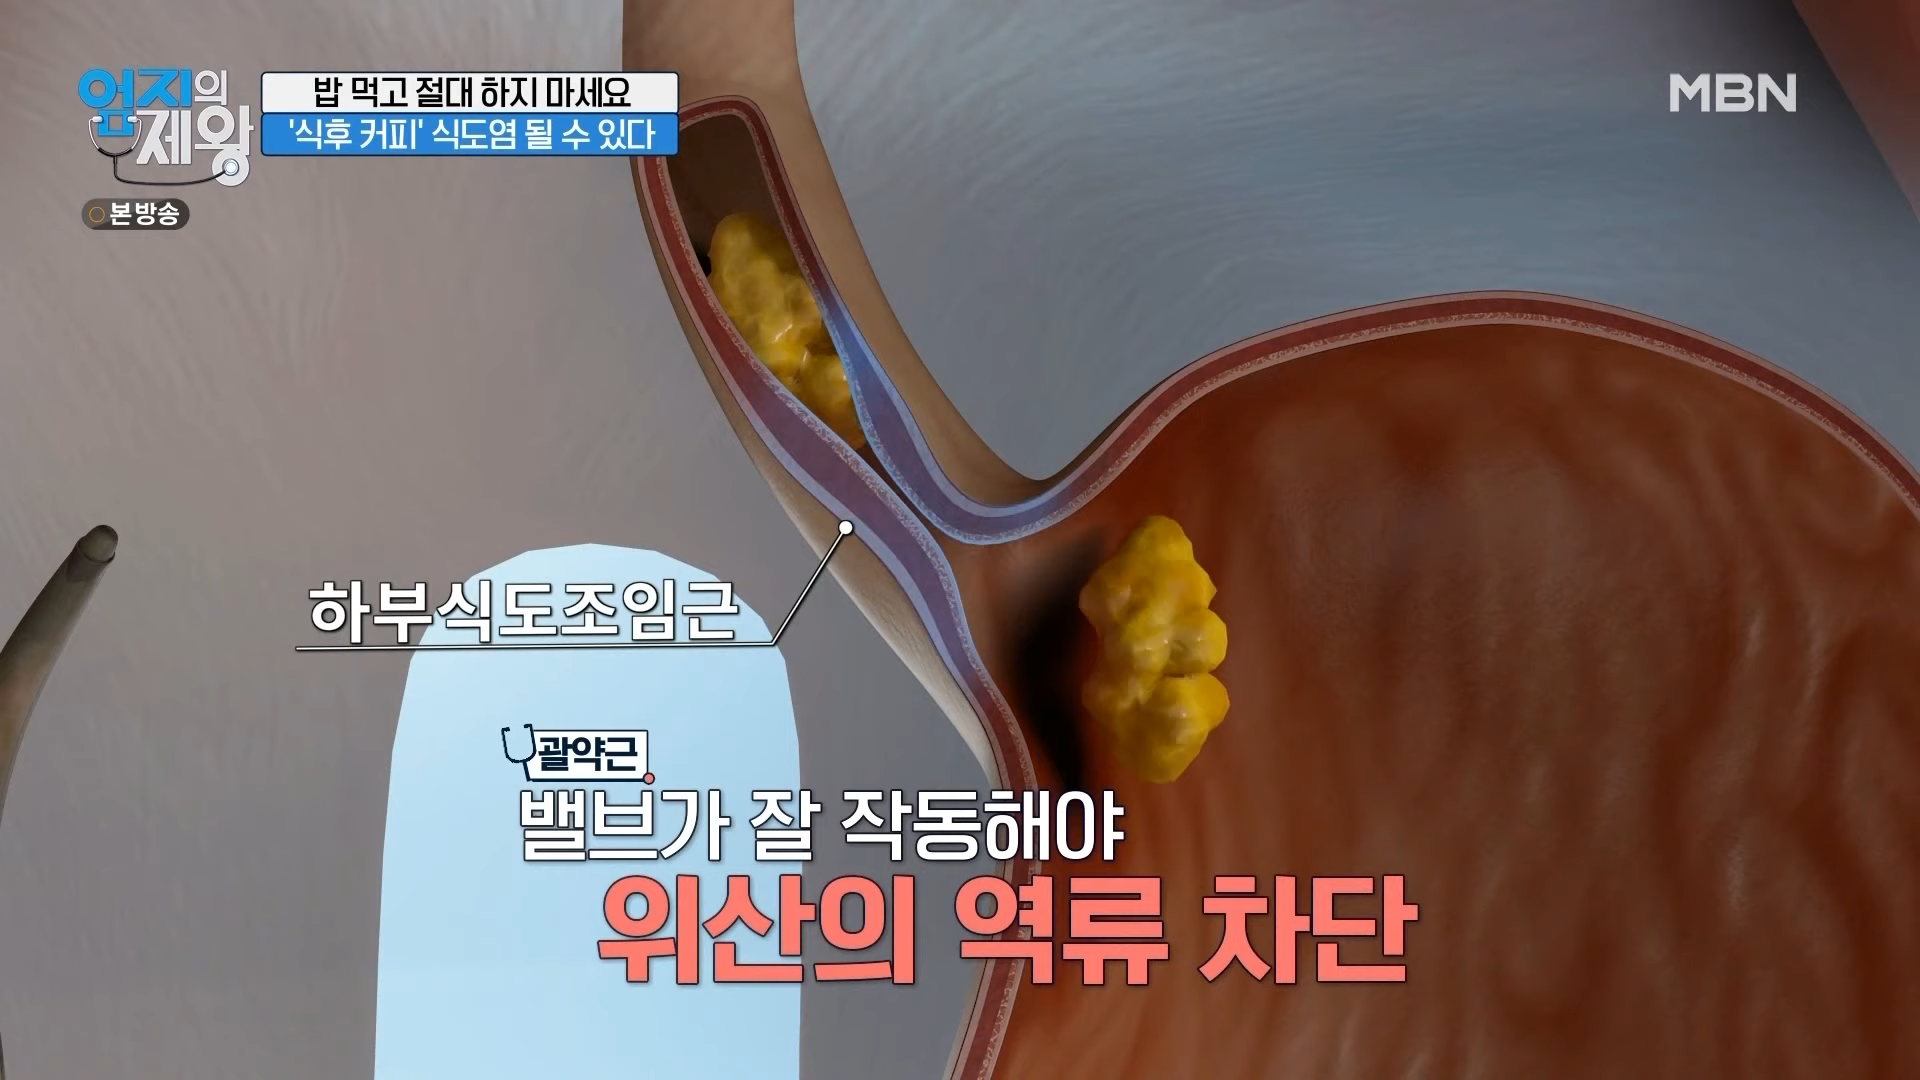 엄지의
제왕
밥 먹고 절대 하지 마세요
'식후 커피' 식도염 될 수 있다
본방송
MBN
하부식도조임근
괄약근
밸브가 잘 작동해야
위산의 역류 차단